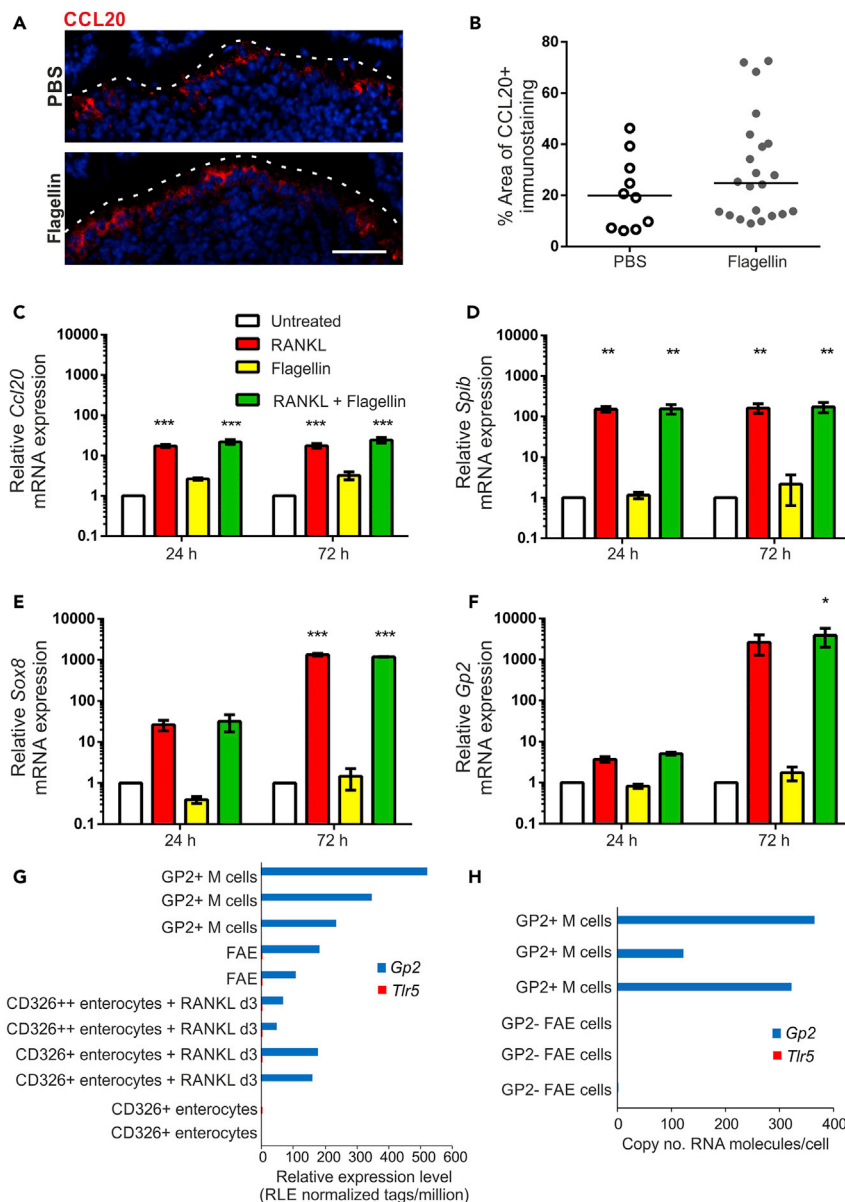 A
CCL20
PBS
Flagellin
B
% Area of CCL20+
immunostaining
80
60
40
20
0
PBS
Flagellin
C
Relative Ccl20
mRNA expression
10000
1000
100
10
1
0.1
Untreated
RANKL
Flagellin
RANKL + Flagellin
***
***
***
***
24 h
72 h
D
Relative Spib
mRNA expression
10000
1000
100
10
1
0.1
**
**
**
**
24 h
72 h
E
Relative Sox8
mRNA expression
10000
1000
100
10
1
0.1
***
***
24 h
72 h
F
Relative Gp2
mRNA expression
10000
1000
100
10
1
0.1
*
24 h
72 h
G
GP2+ M cells
GP2+ M cells
GP2+ M cells
FAE
FAE
CD326++ enterocytes + RANKL d3
CD326++ enterocytes + RANKL d3
CD326+ enterocytes + RANKL d3
CD326+ enterocytes + RANKL d3
CD326+ enterocytes
CD326+ enterocytes
Gp2
Tlr5
0 100 200 300 400 500 600
Relative expression level
(RLE normalized tags/million)
H
GP2+ M cells
GP2+ M cells
GP2+ M cells
GP2- FAE cells
GP2- FAE cells
GP2- FAE cells
Gp2
Tlr5
0 100 200 300 400
Copy no. RNA molecules/cell